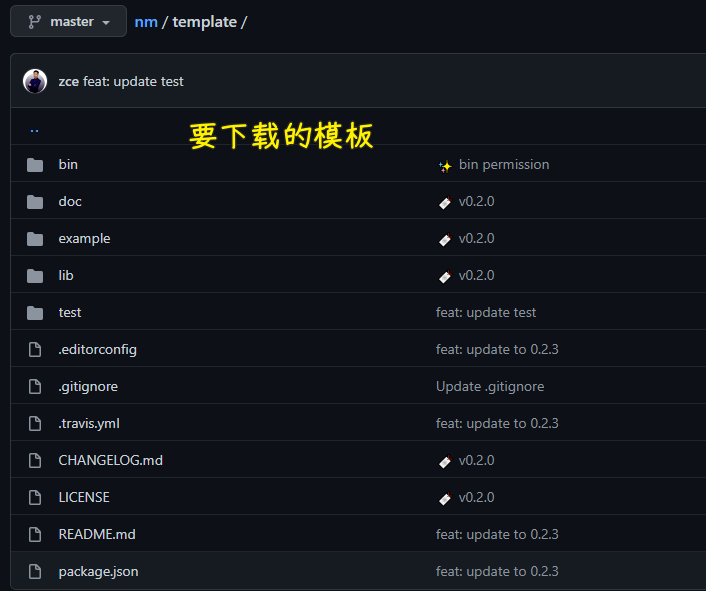 master nm / template /
zce feat: update test
..
要下载的模板
bin bin permission
doc v0.2.0
example v0.2.0
lib v0.2.0
test feat: update test
.editorconfig feat: update to 0.2.3
.gitignore Update .gitignore
.travis.yml feat: update to 0.2.3
CHANGELOG.md v0.2.0
LICENSE v0.2.0
README.md feat: update to 0.2.3
package.json feat: update to 0.2.3